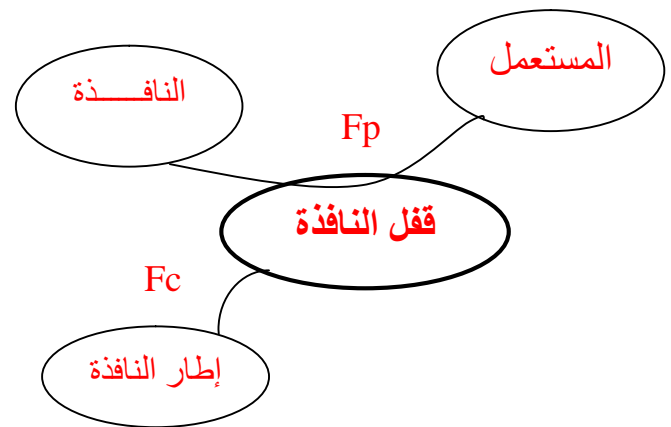 المستعمل
النافـــــذة
Fp
قفل النافذة
Fc
إطار النافذة